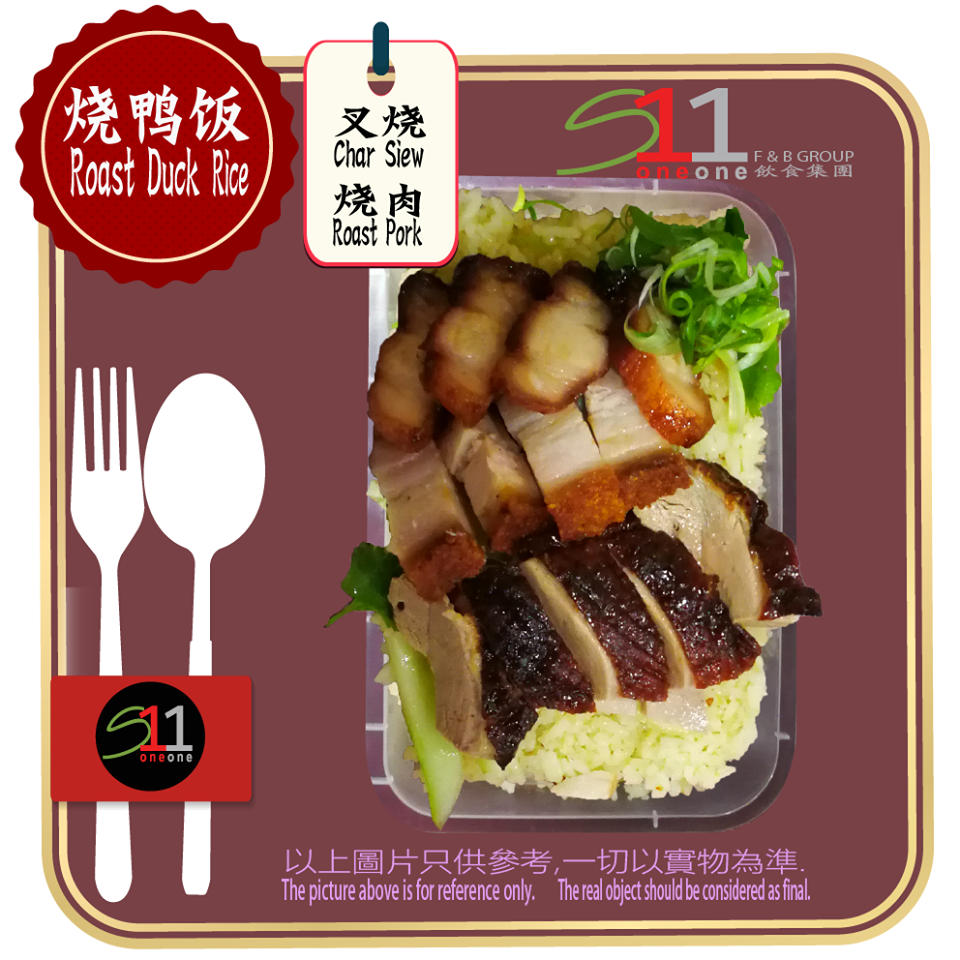 烧鸭饭
Roast Duck Rice
叉烧
Char Siew
烧肉
Roast Pork
S11
oneone
F & B GROUP
飲食集團
S11
oneone
以上圖片只供參考,一切以實物為準.
The picture above is for reference only. The real object should be considered as final.